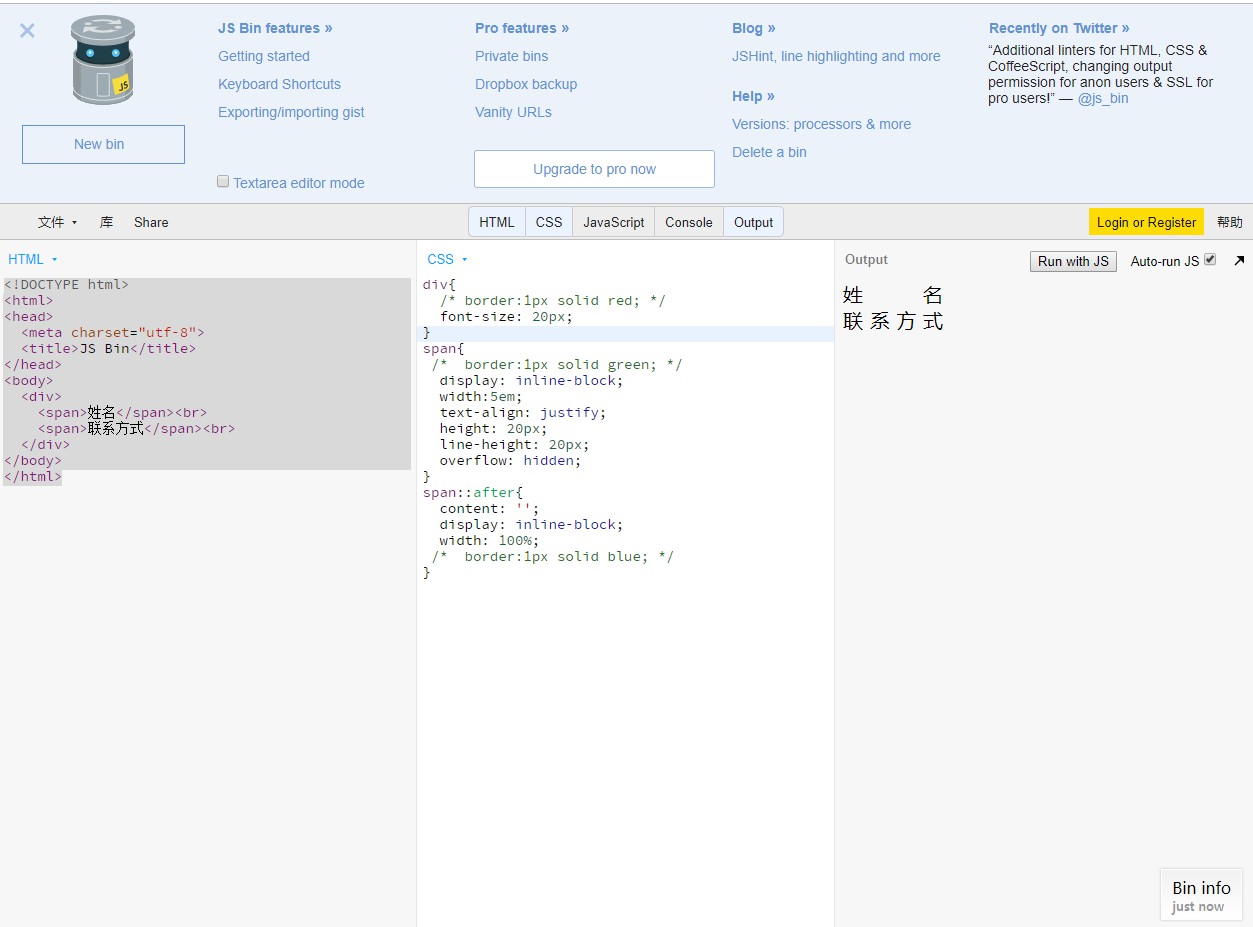 JS Bin features »
Getting started
Keyboard Shortcuts
Exporting/importing gist
Textarea editor mode
Pro features »
Private bins
Dropbox backup
Vanity URLs
Upgrade to pro now
Blog »
JSHint, line highlighting and more
Help »
Versions: processors & more
Delete a bin
Recently on Twitter »
“Additional linters for HTML, CSS &
CoffeeScript, changing output
permission for anon users & SSL for
pro users!” — @js_bin
JS
New bin
文件 库 Share HTML CSS JavaScript Console Output Login or Register 帮助
HTML
<!DOCTYPE html>
<html>
<head>
  <meta charset="utf-8">
  <title>JS Bin</title>
</head>
<body>
  <div>
    <span>姓名</span><br>
    <span>联系方式</span><br>
  </div>
</body>
</html>
CSS
div{
  /* border:1px solid red; */
  font-size: 20px;
}
span{
 /*  border:1px solid green; */
  display: inline-block;
  width:5em;
  text-align: justify;
  height: 20px;
  line-height: 20px;
  overflow: hidden;
}
span::after{
  content: '';
  display: inline-block;
  width: 100%;
 /*  border:1px solid blue; */
}
Output Run with JS Auto-run JS
姓 名
联 系 方 式
Bin info
just now